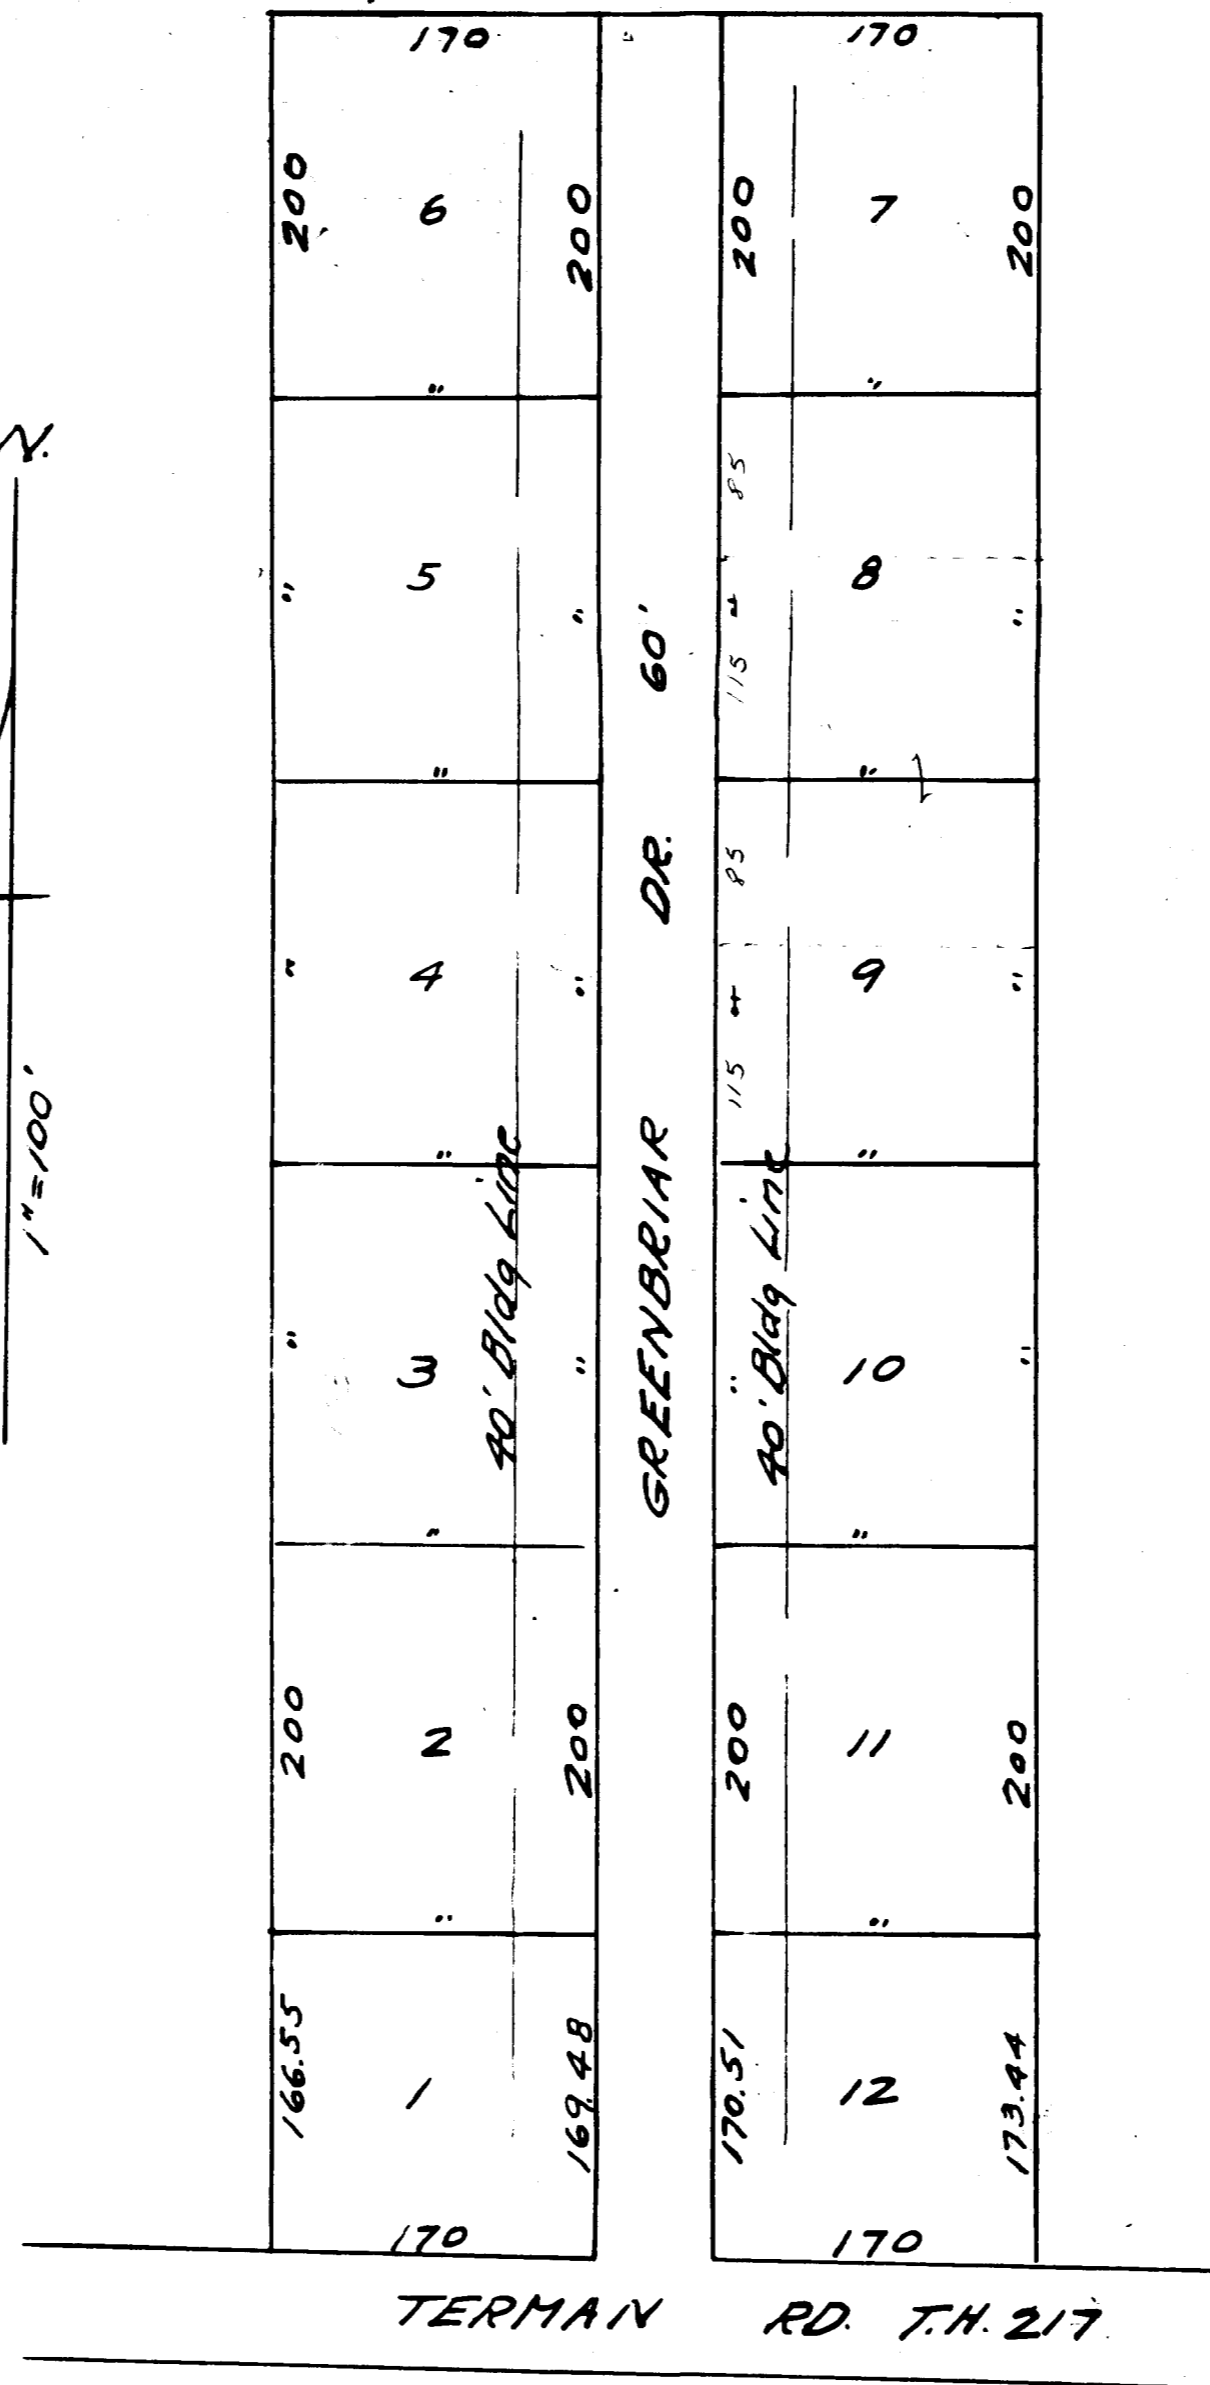 170 170
200 6 200 200 7 200
" "
N.
85
" 5 " 8 "
60'
115
" "
DR.
85
" 4 " 9 "
115
1"=100'
" "
40' Bldg Line
GREENBRIAR
40' Bldg Line
" 3 " " 10 "
" "
200 2 200 200 11 200
" "
166.55 1 169.48 170.51 12 173.44
170 170
TERMAN RD. T.H. 217